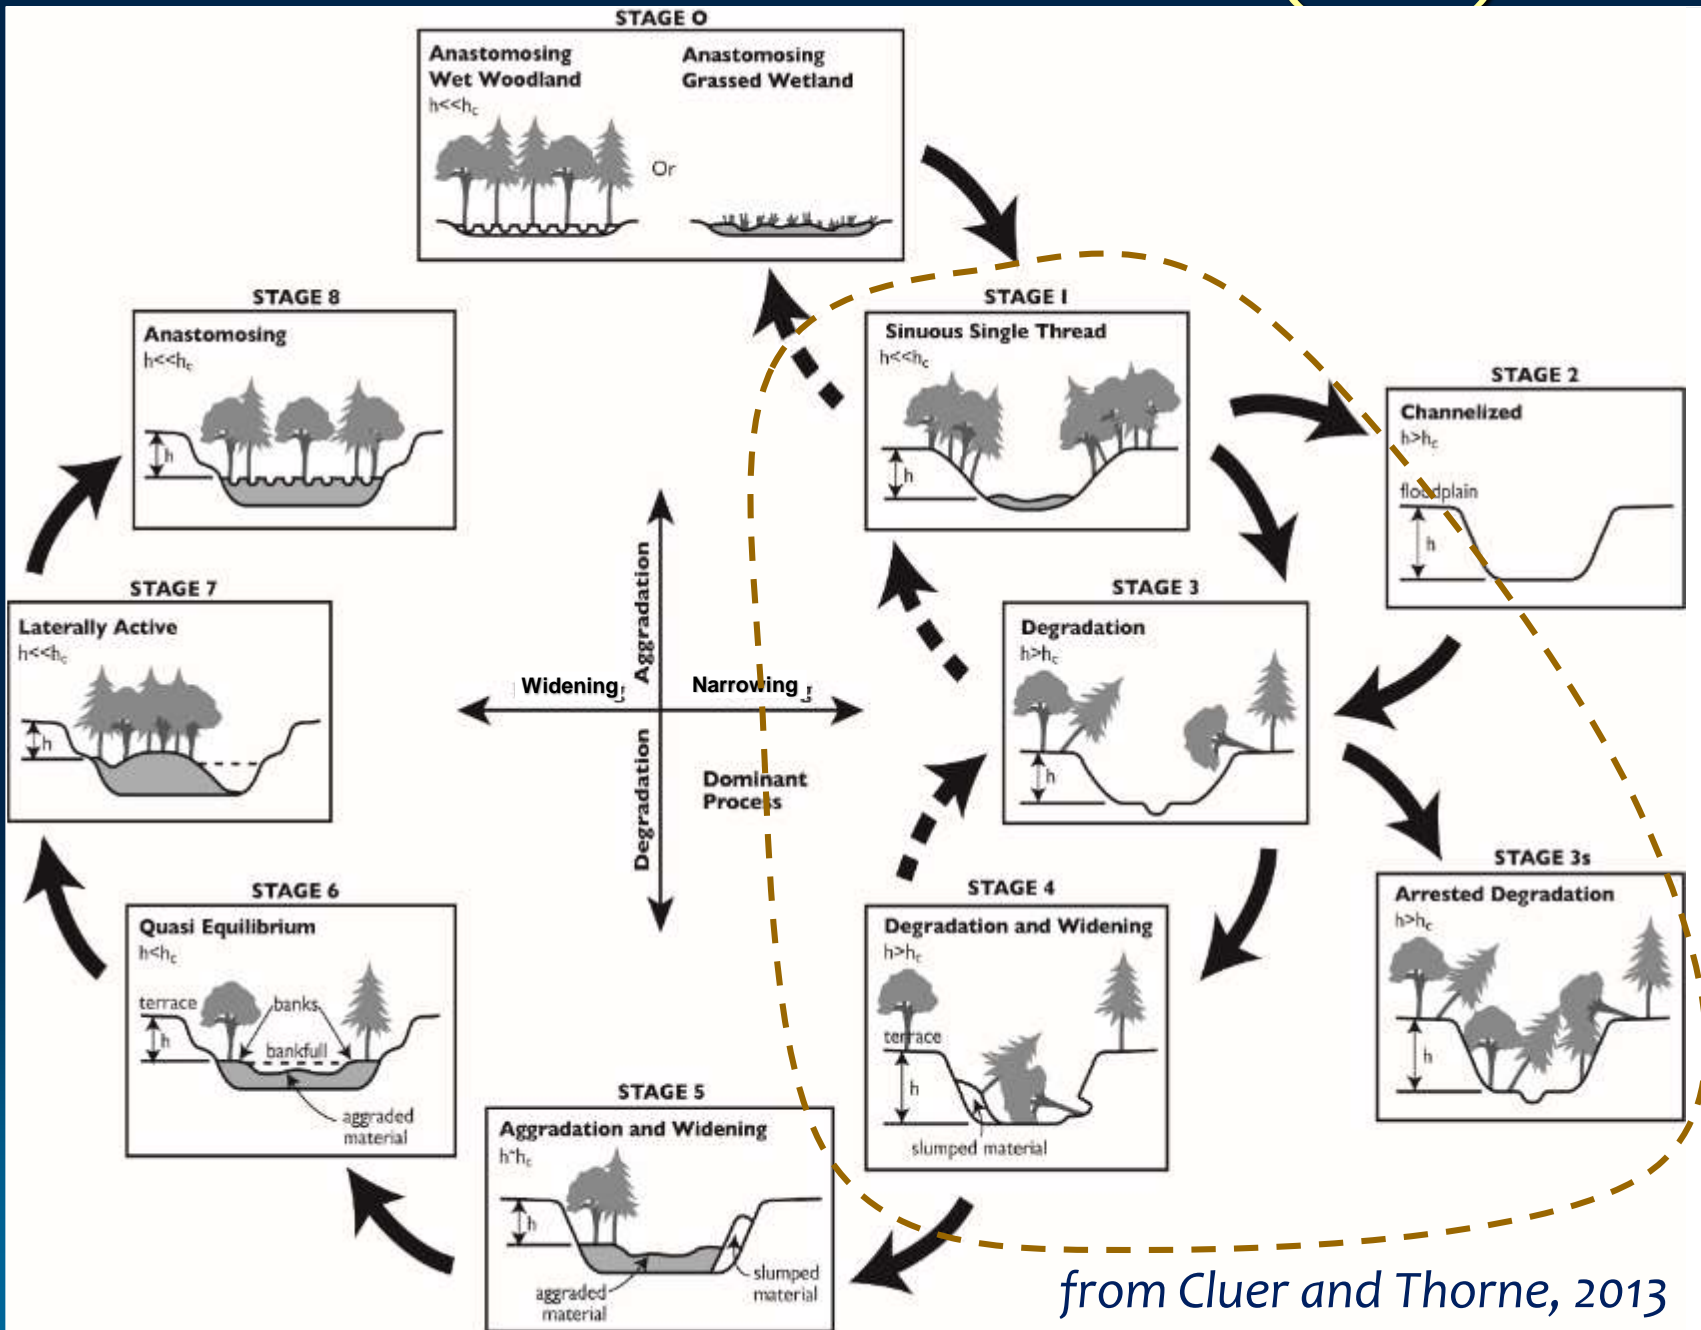 STAGE 0
Anastomosing
Wet Woodland
h<<hc
Or
Anastomosing
Grassed Wetland
STAGE 8
Anastomosing
h<<hc
h
STAGE 1
Sinuous Single Thread
h<<hc
h
STAGE 2
Channelized
h>hc
floodplain
h
STAGE 7
Laterally Active
h<<hc
h
Aggradation
Widening
Narrowing
Degradation
Dominant
Process
STAGE 3
Degradation
h>hc
h
STAGE 3s
Arrested Degradation
h>hc
h
STAGE 6
Quasi Equilibrium
h<hc
terrace
banks
h
bankfull
aggraded
material
STAGE 4
Degradation and Widening
h>hc
terrace
h
slumped material
STAGE 5
Aggradation and Widening
h~hc
h
aggraded
material
slumped
material
from Cluer and Thorne, 2013